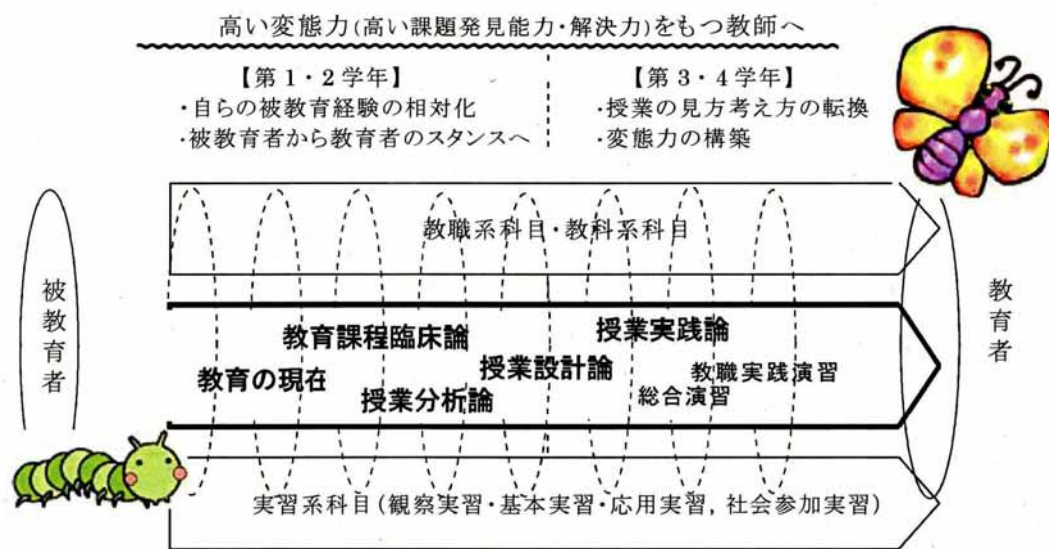 高い変態力(高い課題発見能力・解決力)をもつ教師へ
【第1・2学年】
・自らの被教育経験の相対化
・被教育者から教育者のスタンスへ
【第3・4学年】
・授業の見方考え方の転換
・変態力の構築
被教育者
教職系科目・教科系科目
教育課程臨床論
授業実践論
教育の現在
授業設計論
教職実践演習
授業分析論
総合演習
教育者
実習系科目(観察実習・基本実習・応用実習, 社会参加実習)